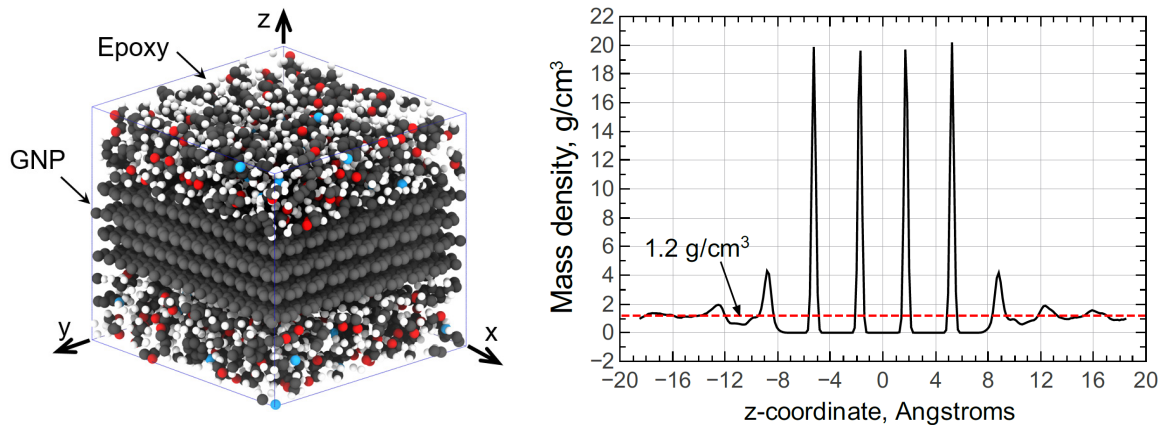 z
Epoxy
GNP
y
x
Mass density, g/cm³
22
20
18
16
14
12
10
8
6
4
2
0
−2
1.2 g/cm³
−20 −16 −12 −8 −4 0 4 8 12 16 20
z-coordinate, Angstroms